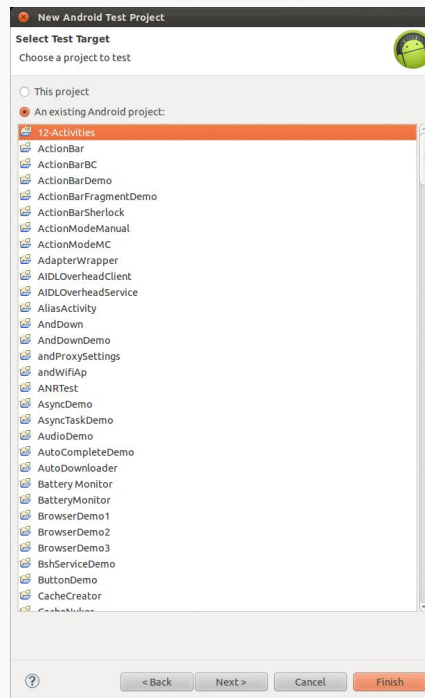 New Android Test Project
Select Test Target
Choose a project to test
This project
An existing Android project:
12-Activities
ActionBar
ActionBarBC
ActionBarDemo
ActionBarFragmentDemo
ActionBarSherlock
ActionModeManual
ActionModeMC
AdapterWrapper
AIDLOverheadClient
AIDLOverheadService
AliasActivity
AndDown
AndDownDemo
andProxySettings
andWifiAp
ANRTest
AsyncDemo
AsyncTaskDemo
AudioDemo
AutoCompleteDemo
AutoDownloader
Battery Monitor
BatteryMonitor
BrowserDemo1
BrowserDemo2
BrowserDemo3
BshServiceDemo
ButtonDemo
CacheCreator
? < Back Next > Cancel Finish